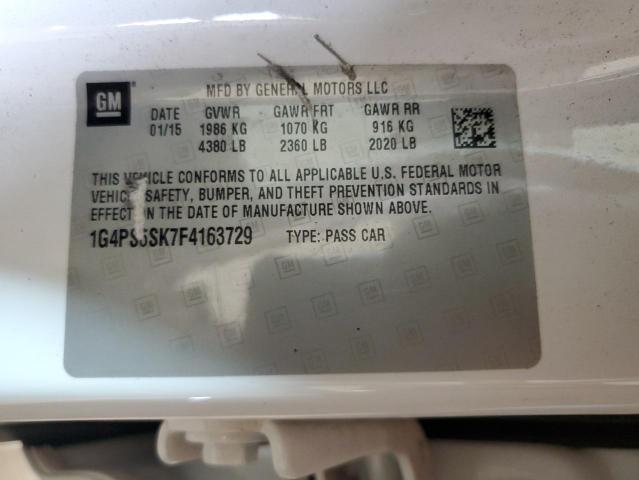 GM
MFD BY GENERAL MOTORS LLC
DATE GVWR GAWR FRT GAWR RR
01/15 1986 KG 1070 KG 916 KG
4380 LB 2360 LB 2020 LB
THIS VEHICLE CONFORMS TO ALL APPLICABLE U.S. FEDERAL MOTOR
VEHICLE SAFETY, BUMPER, AND THEFT PREVENTION STANDARDS IN
EFFECT ON THE DATE OF MANUFACTURE SHOWN ABOVE.
1G4PS5SK7F4163729 TYPE: PASS CAR